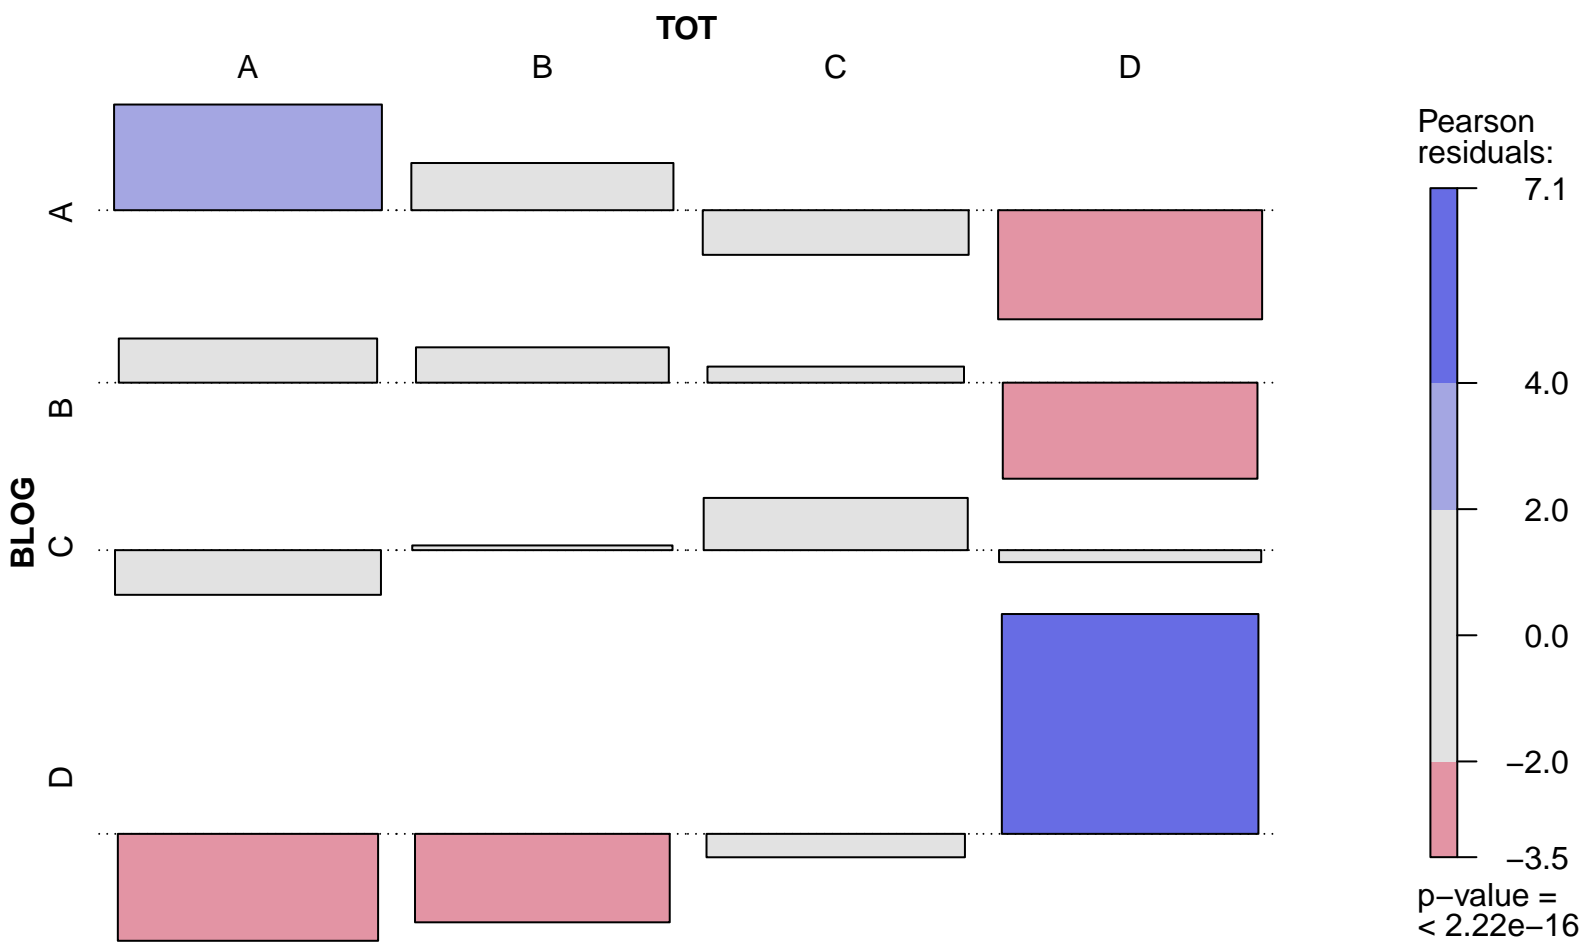 TOT
A B C D
A
B
C
D
BLOG
Pearson
residuals:
7.1
4.0
2.0
0.0
−2.0
−3.5
p−value =
< 2.22e−16